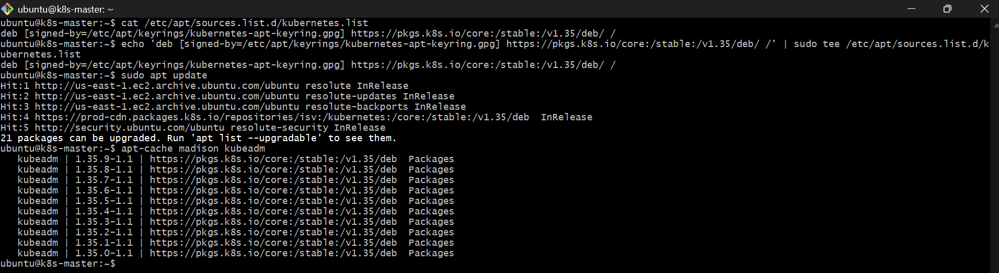 ubuntu@k8s-master: ~
ubuntu@k8s-master:~$ cat /etc/apt/sources.list.d/kubernetes.list
deb [signed-by=/etc/apt/keyrings/kubernetes-apt-keyring.gpg] https://pkgs.k8s.io/core:/stable:/v1.35/deb/ /
ubuntu@k8s-master:~$ echo 'deb [signed-by=/etc/apt/keyrings/kubernetes-apt-keyring.gpg] https://pkgs.k8s.io/core:/stable:/v1.35/deb/ /' | sudo tee /etc/apt/sources.list.d/k
ubernetes.list
deb [signed-by=/etc/apt/keyrings/kubernetes-apt-keyring.gpg] https://pkgs.k8s.io/core:/stable:/v1.35/deb/ /
ubuntu@k8s-master:~$ sudo apt update
Hit:1 http://us-east-1.ec2.archive.ubuntu.com/ubuntu resolute InRelease
Hit:2 http://us-east-1.ec2.archive.ubuntu.com/ubuntu resolute-updates InRelease
Hit:3 http://us-east-1.ec2.archive.ubuntu.com/ubuntu resolute-backports InRelease
Hit:4 https://prod-cdn.packages.k8s.io/repositories/isv:/kubernetes:/core:/stable:/v1.35/deb  InRelease
Hit:5 http://security.ubuntu.com/ubuntu resolute-security InRelease
21 packages can be upgraded. Run 'apt list --upgradable' to see them.
ubuntu@k8s-master:~$ apt-cache madison kubeadm
   kubeadm | 1.35.9-1.1 | https://pkgs.k8s.io/core:/stable:/v1.35/deb  Packages
   kubeadm | 1.35.8-1.1 | https://pkgs.k8s.io/core:/stable:/v1.35/deb  Packages
   kubeadm | 1.35.7-1.1 | https://pkgs.k8s.io/core:/stable:/v1.35/deb  Packages
   kubeadm | 1.35.6-1.1 | https://pkgs.k8s.io/core:/stable:/v1.35/deb  Packages
   kubeadm | 1.35.5-1.1 | https://pkgs.k8s.io/core:/stable:/v1.35/deb  Packages
   kubeadm | 1.35.4-1.1 | https://pkgs.k8s.io/core:/stable:/v1.35/deb  Packages
   kubeadm | 1.35.3-1.1 | https://pkgs.k8s.io/core:/stable:/v1.35/deb  Packages
   kubeadm | 1.35.2-1.1 | https://pkgs.k8s.io/core:/stable:/v1.35/deb  Packages
   kubeadm | 1.35.1-1.1 | https://pkgs.k8s.io/core:/stable:/v1.35/deb  Packages
   kubeadm | 1.35.0-1.1 | https://pkgs.k8s.io/core:/stable:/v1.35/deb  Packages
ubuntu@k8s-master:~$